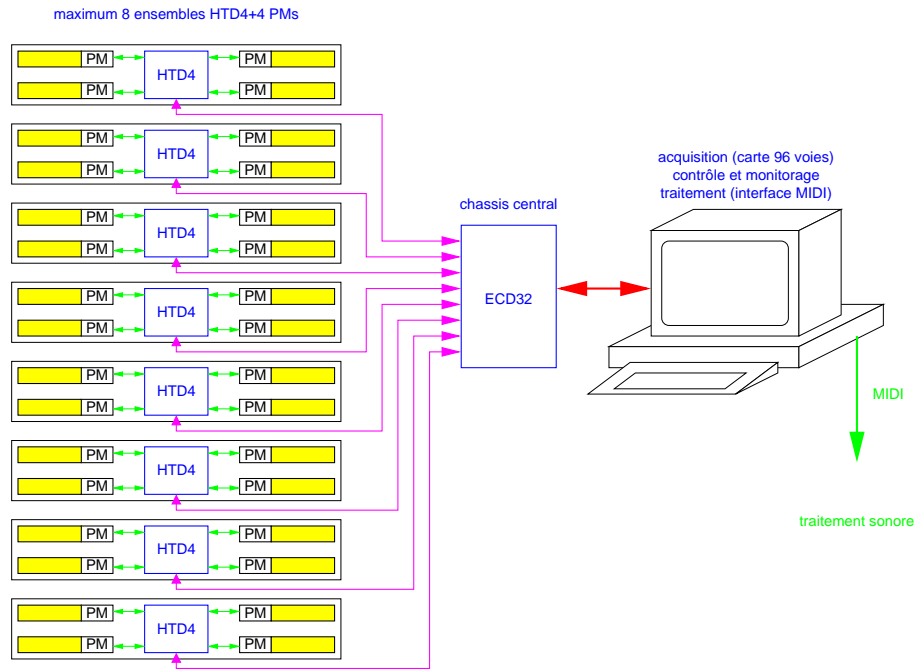 maximum 8 ensembles HTD4+4 PMs
PM HTD4 PM
PM PM
PM HTD4 PM
PM PM
PM HTD4 PM
PM PM
PM HTD4 PM
PM PM
PM HTD4 PM
PM PM
PM HTD4 PM
PM PM
PM HTD4 PM
PM PM
PM HTD4 PM
PM PM
chassis central
ECD32
acquisition (carte 96 voies)
contrôle et monitorage
traitement (interface MIDI)
MIDI
traitement sonore